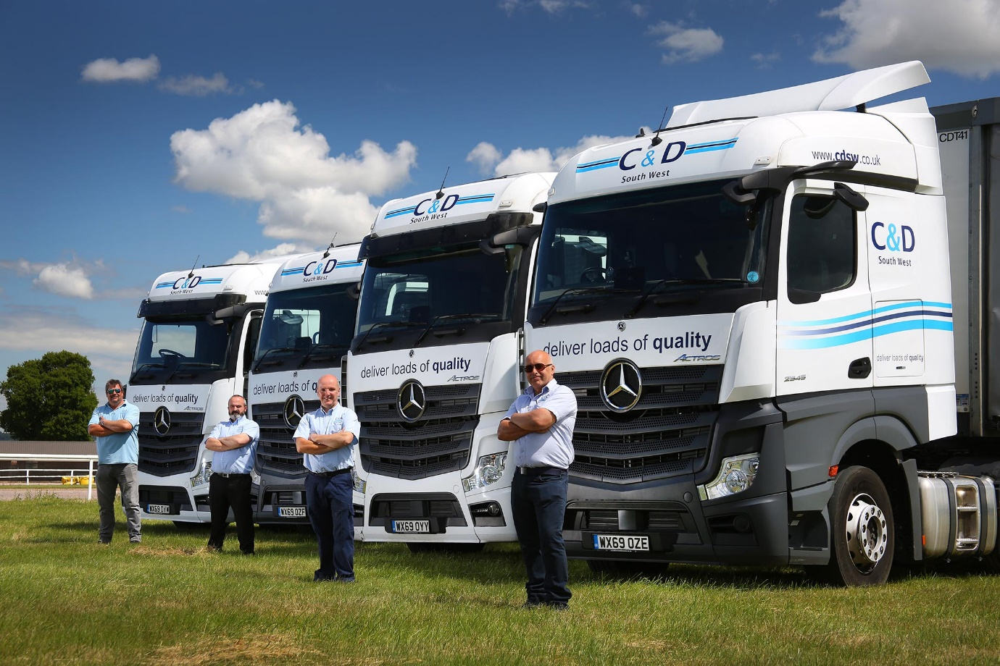 C&D
South West
www.
deliver loads of quality
ACTROS
WX69 OYW
C&D
South West
deliver loads of quality
WX69 OZF
C&D
South West
deliver loads of quality
ACTROS
WX69 OYY
C&D
South West
www.cdsw.co.uk
CDT41
C&D
South West
deliver loads of quality
ACTROS
2545
deliver loads of quality
WX69 OZE